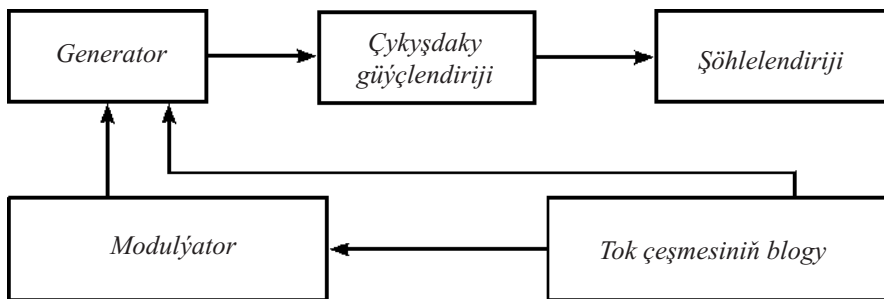 Generator
Çykyşdaky
güýçlendiriji
Şöhlelendiriji
Modulýator
Tok çeşmesiniň blogy